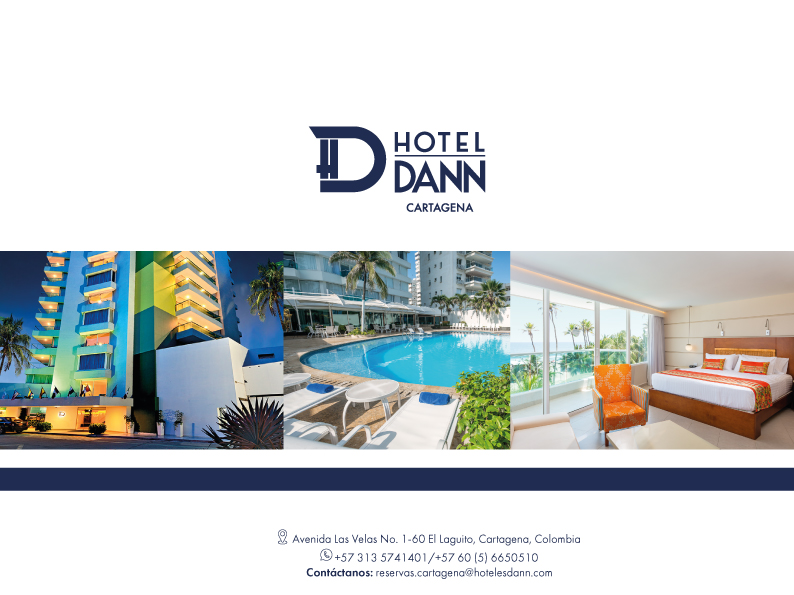 HOTEL
DANN
CARTAGENA
Avenida Las Velas No. 1-60 El Laguito, Cartagena, Colombia
+57 313 5741401/+57 60 (5) 6650510
Contáctanos: reservas.cartagena@hotelesdann.com